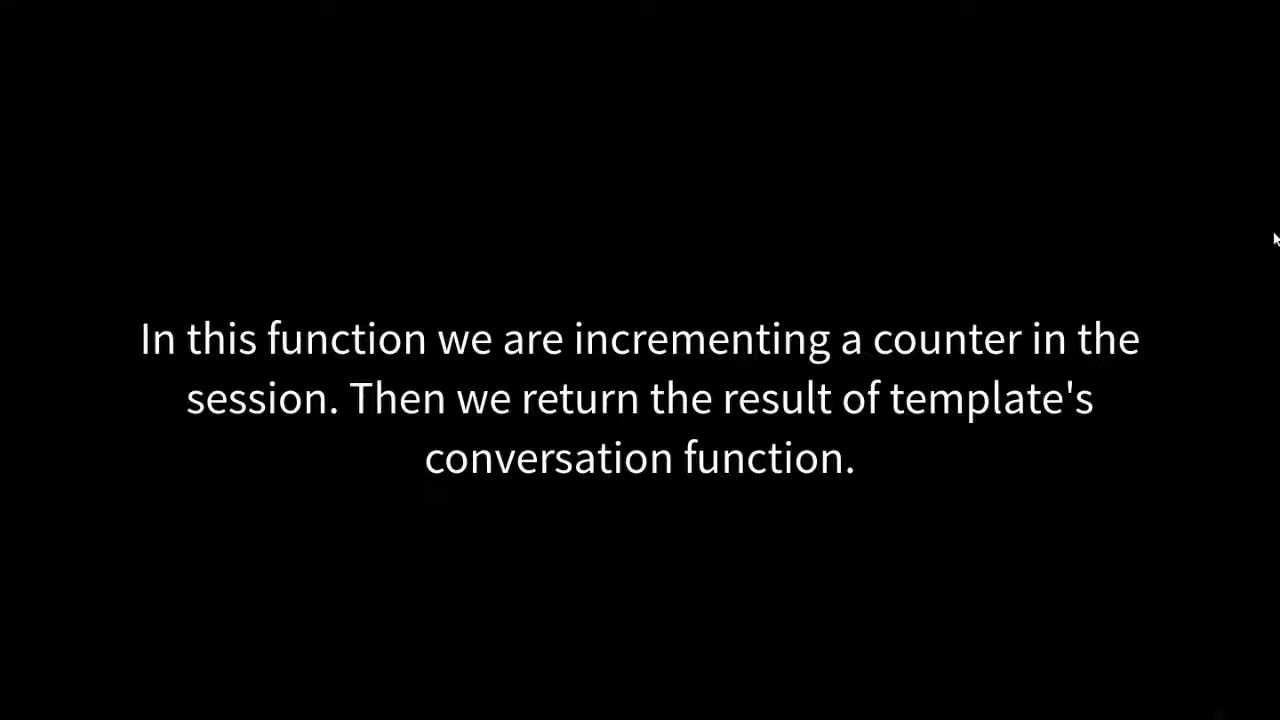 In this function we are incrementing a counter in the
session. Then we return the result of template's
conversation function.